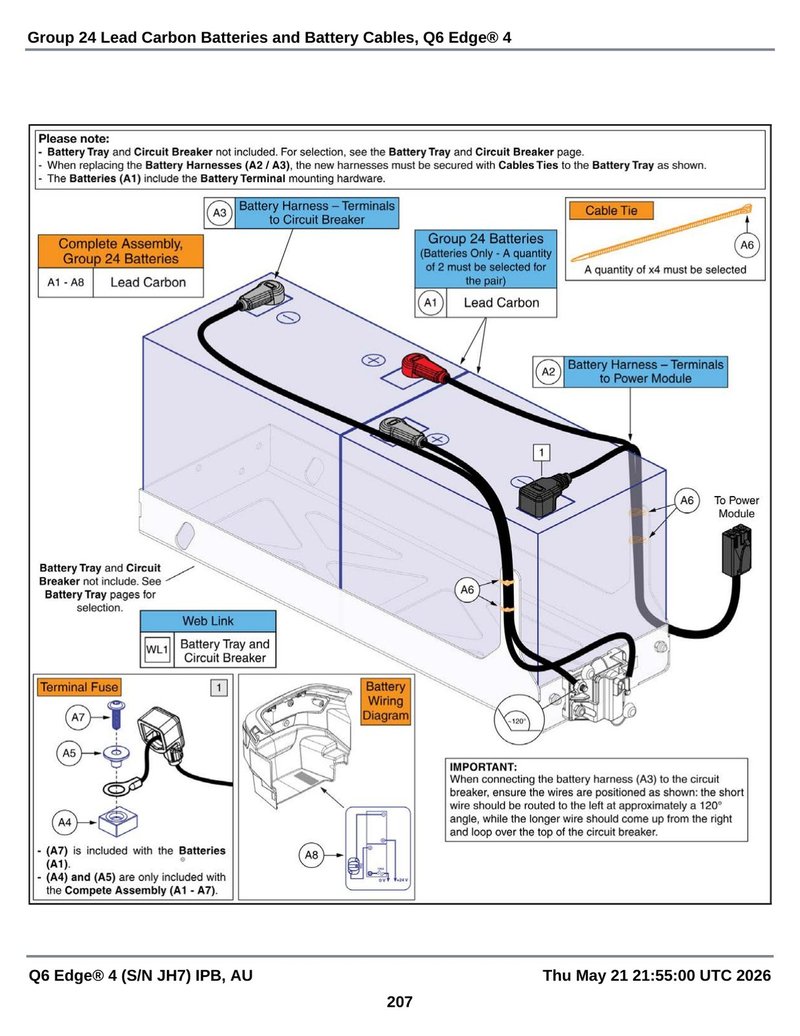 Group 24 Lead Carbon Batteries and Battery Cables, Q6 Edge® 4
Please note:
- Battery Tray and Circuit Breaker not included. For selection, see the Battery Tray and Circuit Breaker page.
- When replacing the Battery Harnesses (A2 / A3), the new harnesses must be secured with Cables Ties to the Battery Tray as shown.
- The Batteries (A1) include the Battery Terminal mounting hardware.
A3
Battery Harness – Terminals
to Circuit Breaker
Complete Assembly,
Group 24 Batteries
A1 - A8
Lead Carbon
Group 24 Batteries
(Batteries Only - A quantity
of 2 must be selected for
the pair)
A1
Lead Carbon
Cable Tie
A6
A quantity of x4 must be selected
A2
Battery Harness – Terminals
to Power Module
1
A6
To Power
Module
A6
Battery Tray and Circuit
Breaker not include. See
Battery Tray pages for
selection.
Web Link
WL1
Battery Tray and
Circuit Breaker
~120°
Terminal Fuse
1
A7
A5
A4
- (A7) is included with the Batteries
(A1).
- (A4) and (A5) are only included with
the Compete Assembly (A1 - A7).
Battery
Wiring
Diagram
A8
0 V
+24 V
IMPORTANT:
When connecting the battery harness (A3) to the circuit
breaker, ensure the wires are positioned as shown: the short
wire should be routed to the left at approximately a 120°
angle, while the longer wire should come up from the right
and loop over the top of the circuit breaker.
Q6 Edge® 4 (S/N JH7) IPB, AU
Thu May 21 21:55:00 UTC 2026
207